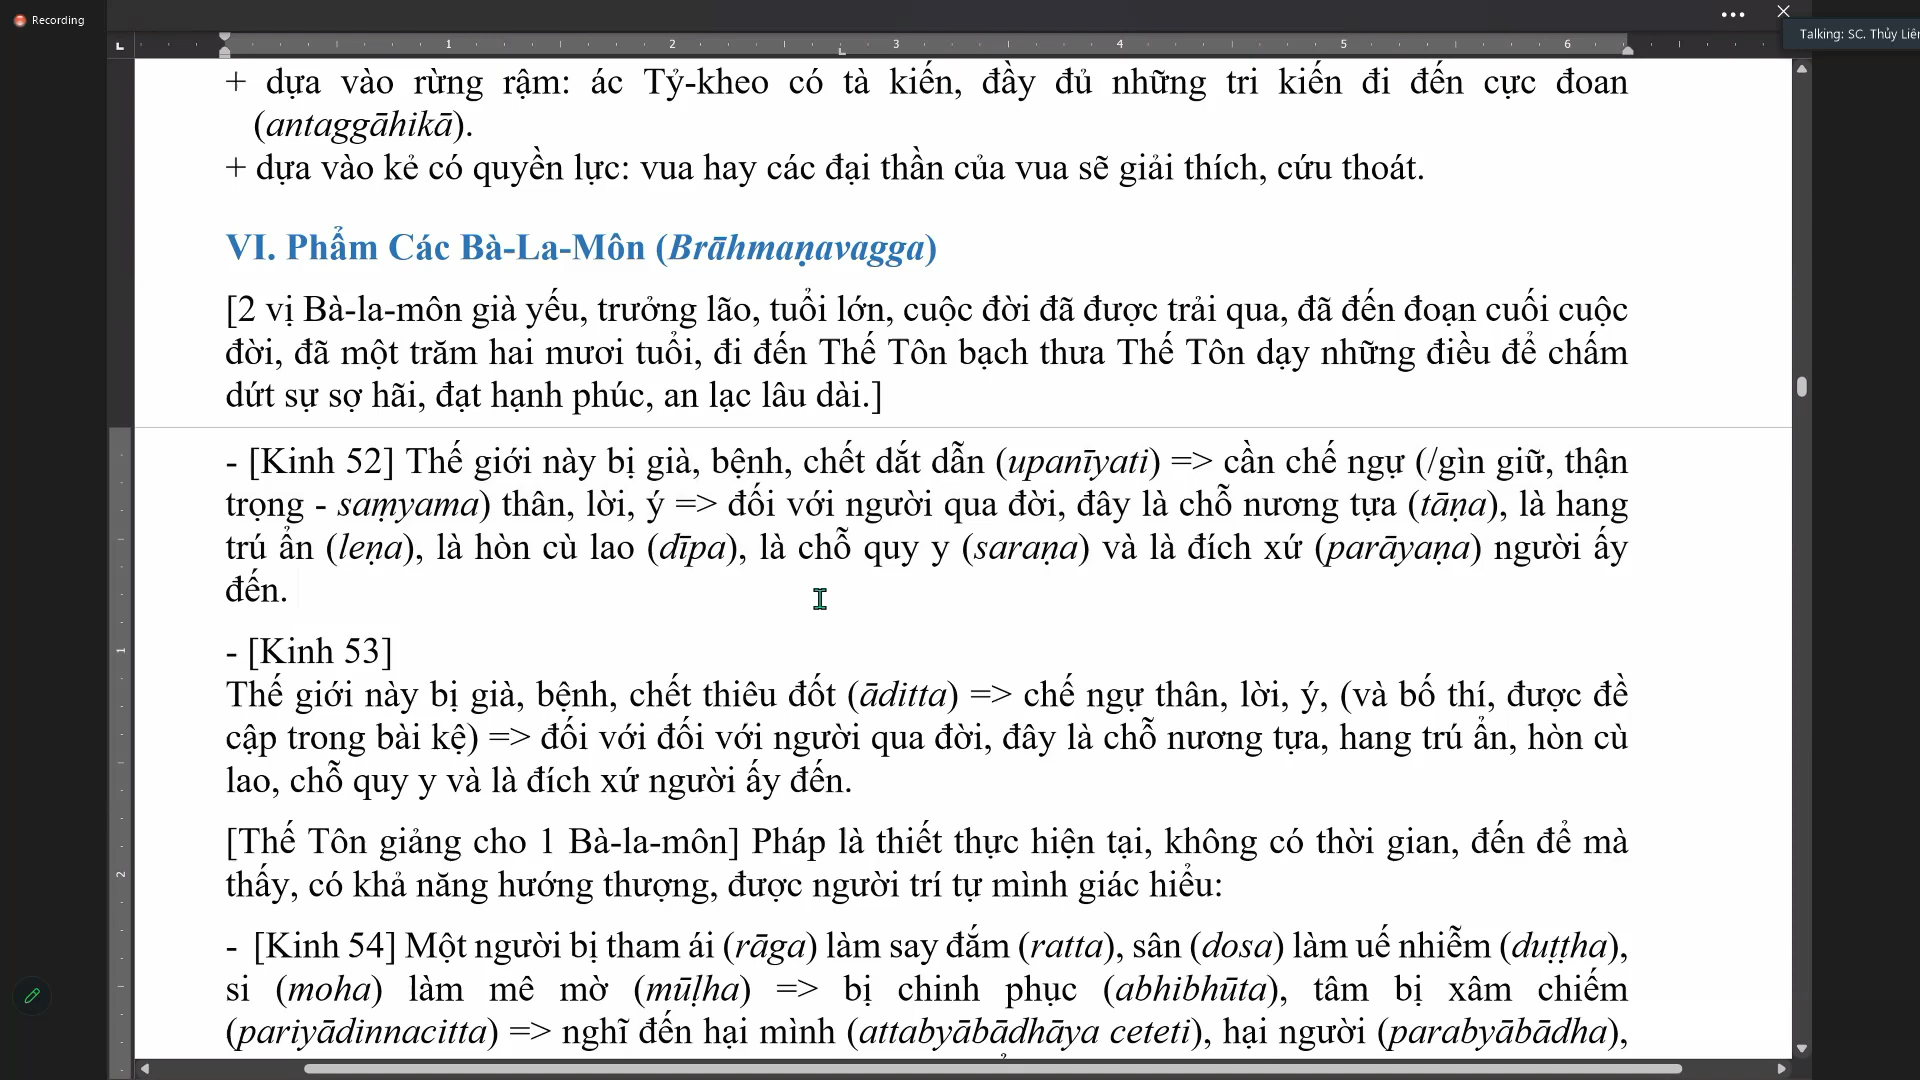 Recording
Talking: SC. Thủy Liên
1 2 3 4 5 6
+ dựa vào rừng rậm: ác Tỷ-kheo có tà kiến, đầy đủ những tri kiến đi đến cực đoan
(antaggāhikā).
+ dựa vào kẻ có quyền lực: vua hay các đại thần của vua sẽ giải thích, cứu thoát.
VI. Phẩm Các Bà-La-Môn (Brāhmaṇavagga)
[2 vị Bà-la-môn già yếu, trưởng lão, tuổi lớn, cuộc đời đã được trải qua, đã đến đoạn cuối cuộc
đời, đã một trăm hai mươi tuổi, đi đến Thế Tôn bạch thưa Thế Tôn dạy những điều để chấm
dứt sự sợ hãi, đạt hạnh phúc, an lạc lâu dài.]
- [Kinh 52] Thế giới này bị già, bệnh, chết dắt dẫn (upanīyati) => cần chế ngự (/gìn giữ, thận
trọng - saṃyama) thân, lời, ý => đối với người qua đời, đây là chỗ nương tựa (tāṇa), là hang
trú ẩn (leṇa), là hòn cù lao (dīpa), là chỗ quy y (saraṇa) và là đích xứ (parāyaṇa) người ấy
đến.
- [Kinh 53]
Thế giới này bị già, bệnh, chết thiêu đốt (āditta) => chế ngự thân, lời, ý, (và bố thí, được đề
cập trong bài kệ) => đối với đối với người qua đời, đây là chỗ nương tựa, hang trú ẩn, hòn cù
lao, chỗ quy y và là đích xứ người ấy đến.
[Thế Tôn giảng cho 1 Bà-la-môn] Pháp là thiết thực hiện tại, không có thời gian, đến để mà
thấy, có khả năng hướng thượng, được người trí tự mình giác hiểu:
- [Kinh 54] Một người bị tham ái (rāga) làm say đắm (ratta), sân (dosa) làm uế nhiễm (duṭṭha),
si (moha) làm mê mờ (mūḷha) => bị chinh phục (abhibhūta), tâm bị xâm chiếm
(pariyādinnacitta) => nghĩ đến hại mình (attabyābādhāya ceteti), hại người (parabyābādha),
1
2